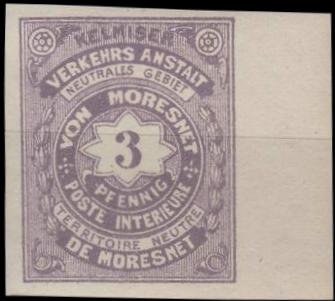 KELMISER
VERKEHRS ANSTALT
NEUTRALES GEBIET
VON MORESNET
3
PFENNIG
POSTE INTERIEURE
TERRITOIRE NEUTRE
DE MORESNET